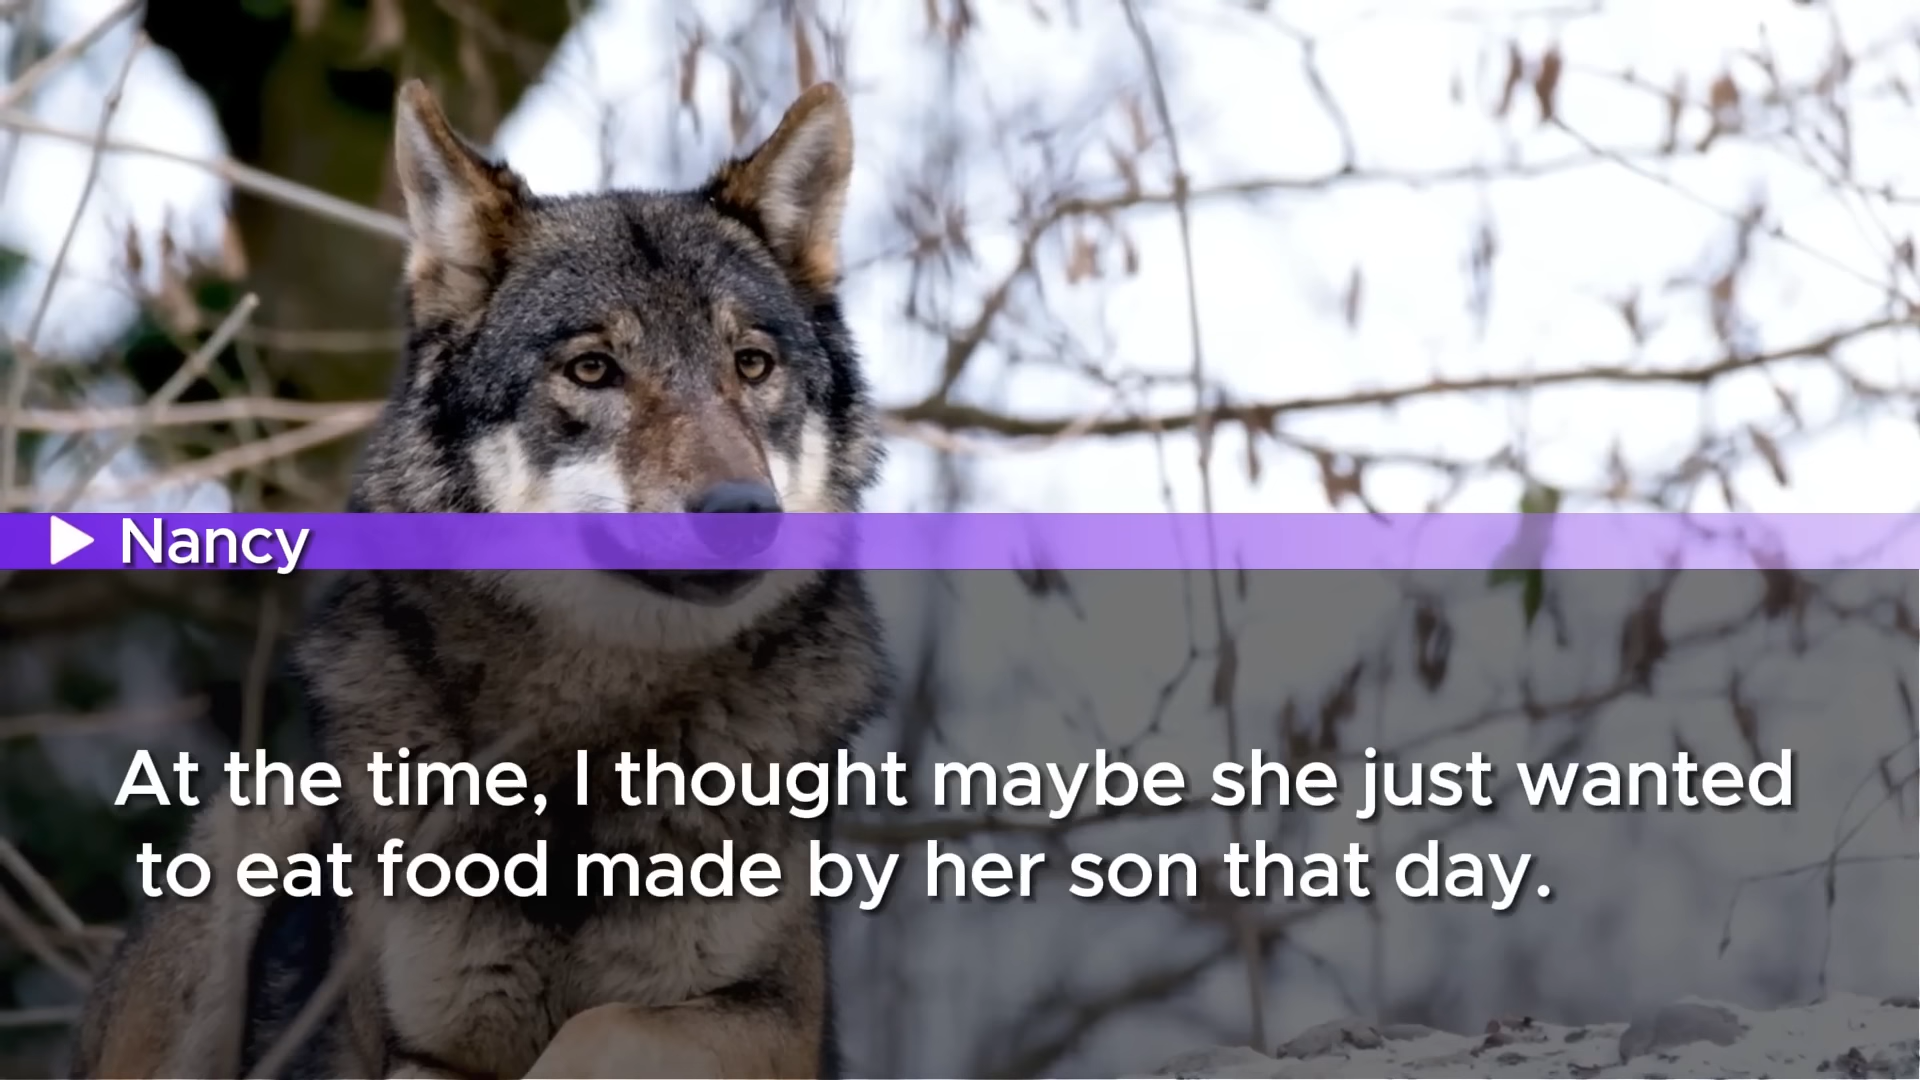 Nancy
At the time, I thought maybe she just wanted
to eat food made by her son that day.